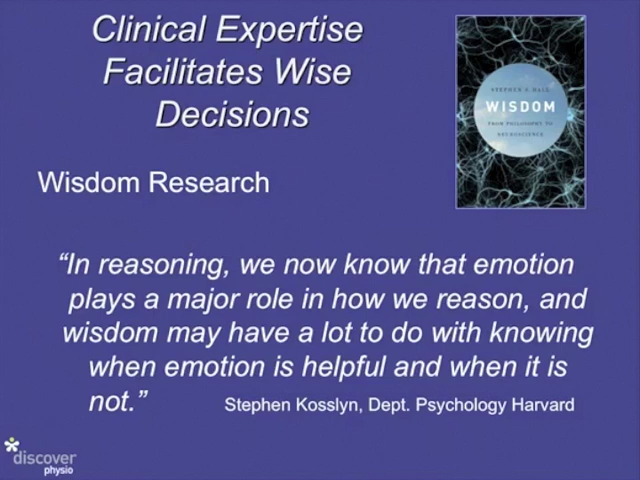 Clinical Expertise
Facilitates Wise
Decisions
STEPHEN S. HALL
WISDOM
FROM PHILOSOPHY TO
NEUROSCIENCE
Wisdom Research
“In reasoning, we now know that emotion
plays a major role in how we reason, and
wisdom may have a lot to do with knowing
when emotion is helpful and when it is
not.” Stephen Kosslyn, Dept. Psychology Harvard
discover
physio